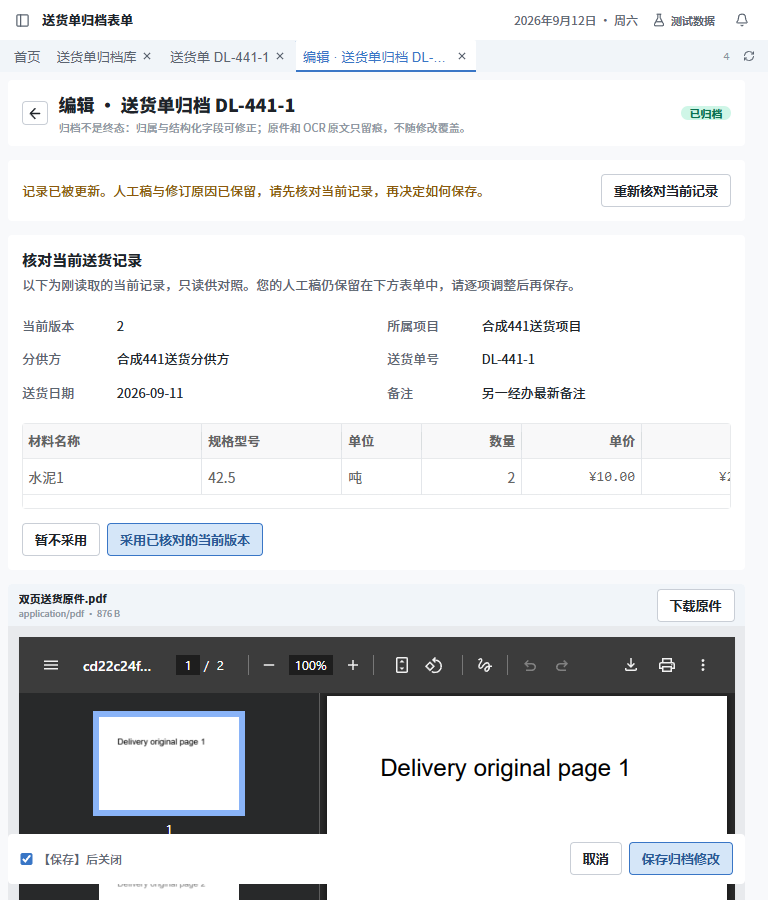 送货单归档表单
2026年9月12日 • 周六 测试数据
首页 送货单归档库 × 送货单 DL-441-1 × 编辑 · 送货单归档 DL-... × 4
编辑 • 送货单归档 DL-441-1
归档不是终态：归属与结构化字段可修正；原件和 OCR 原文只留痕，不随修改覆盖。
已归档
记录已被更新。人工稿与修订原因已保留，请先核对当前记录，再决定如何保存。
重新核对当前记录
核对当前送货记录
以下为刚读取的当前记录，只读供对照。您的人工稿仍保留在下方表单中，请逐项调整后再保存。
当前版本 2 所属项目 合成441送货项目
分供方 合成441送货分供方 送货单号 DL-441-1
送货日期 2026-09-11 备注 另一经办最新备注
材料名称 规格型号 单位 数量 单价
水泥1 42.5 吨 2 ¥10.00 ¥2
暂不采用 采用已核对的当前版本
双页送货原件.pdf
application/pdf • 876 B
下载原件
cd22c24f... 1 / 2 100%
Delivery original page 1
1
Delivery original page 1
【保存】后关闭 取消 保存归档修改
Delivery original page 2